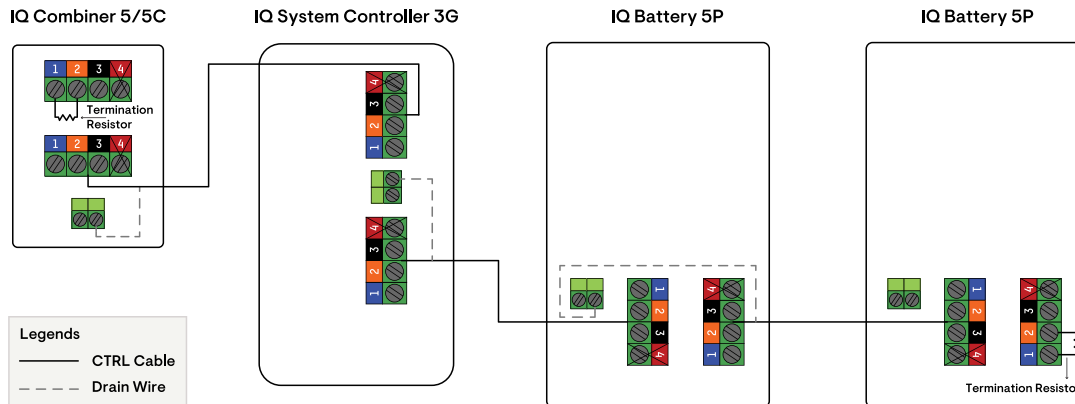 IQ Combiner 5/5C
IQ System Controller 3G
IQ Battery 5P
IQ Battery 5P
1 2 3 4
Termination
Resistor
1 2 3 4
4
3
2
1
4
3
2
1
1
2
3
4
4
3
2
1
1
2
3
4
4
3
2
1
Legends
CTRL Cable
Drain Wire
Termination Resisto